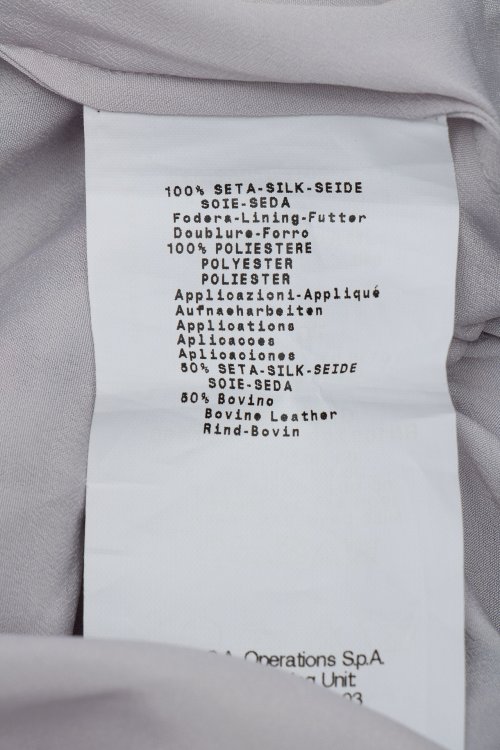 100% SETA-SILK-SEIDE
SOIE-SEDA
Fodera-Lining-Futter
Doublure-Forro
100% POLIESTERE
POLYESTER
POLIESTER
Applicazioni-Appliqué
Aufnaeharbeiten
Applications
Aplicacoes
Aplicaciones
50% SETA-SILK-SEIDE
SOIE-SEDA
50% Bovino
Bovine Leather
Rind-Bovin
Operations S.p.A.
Unit